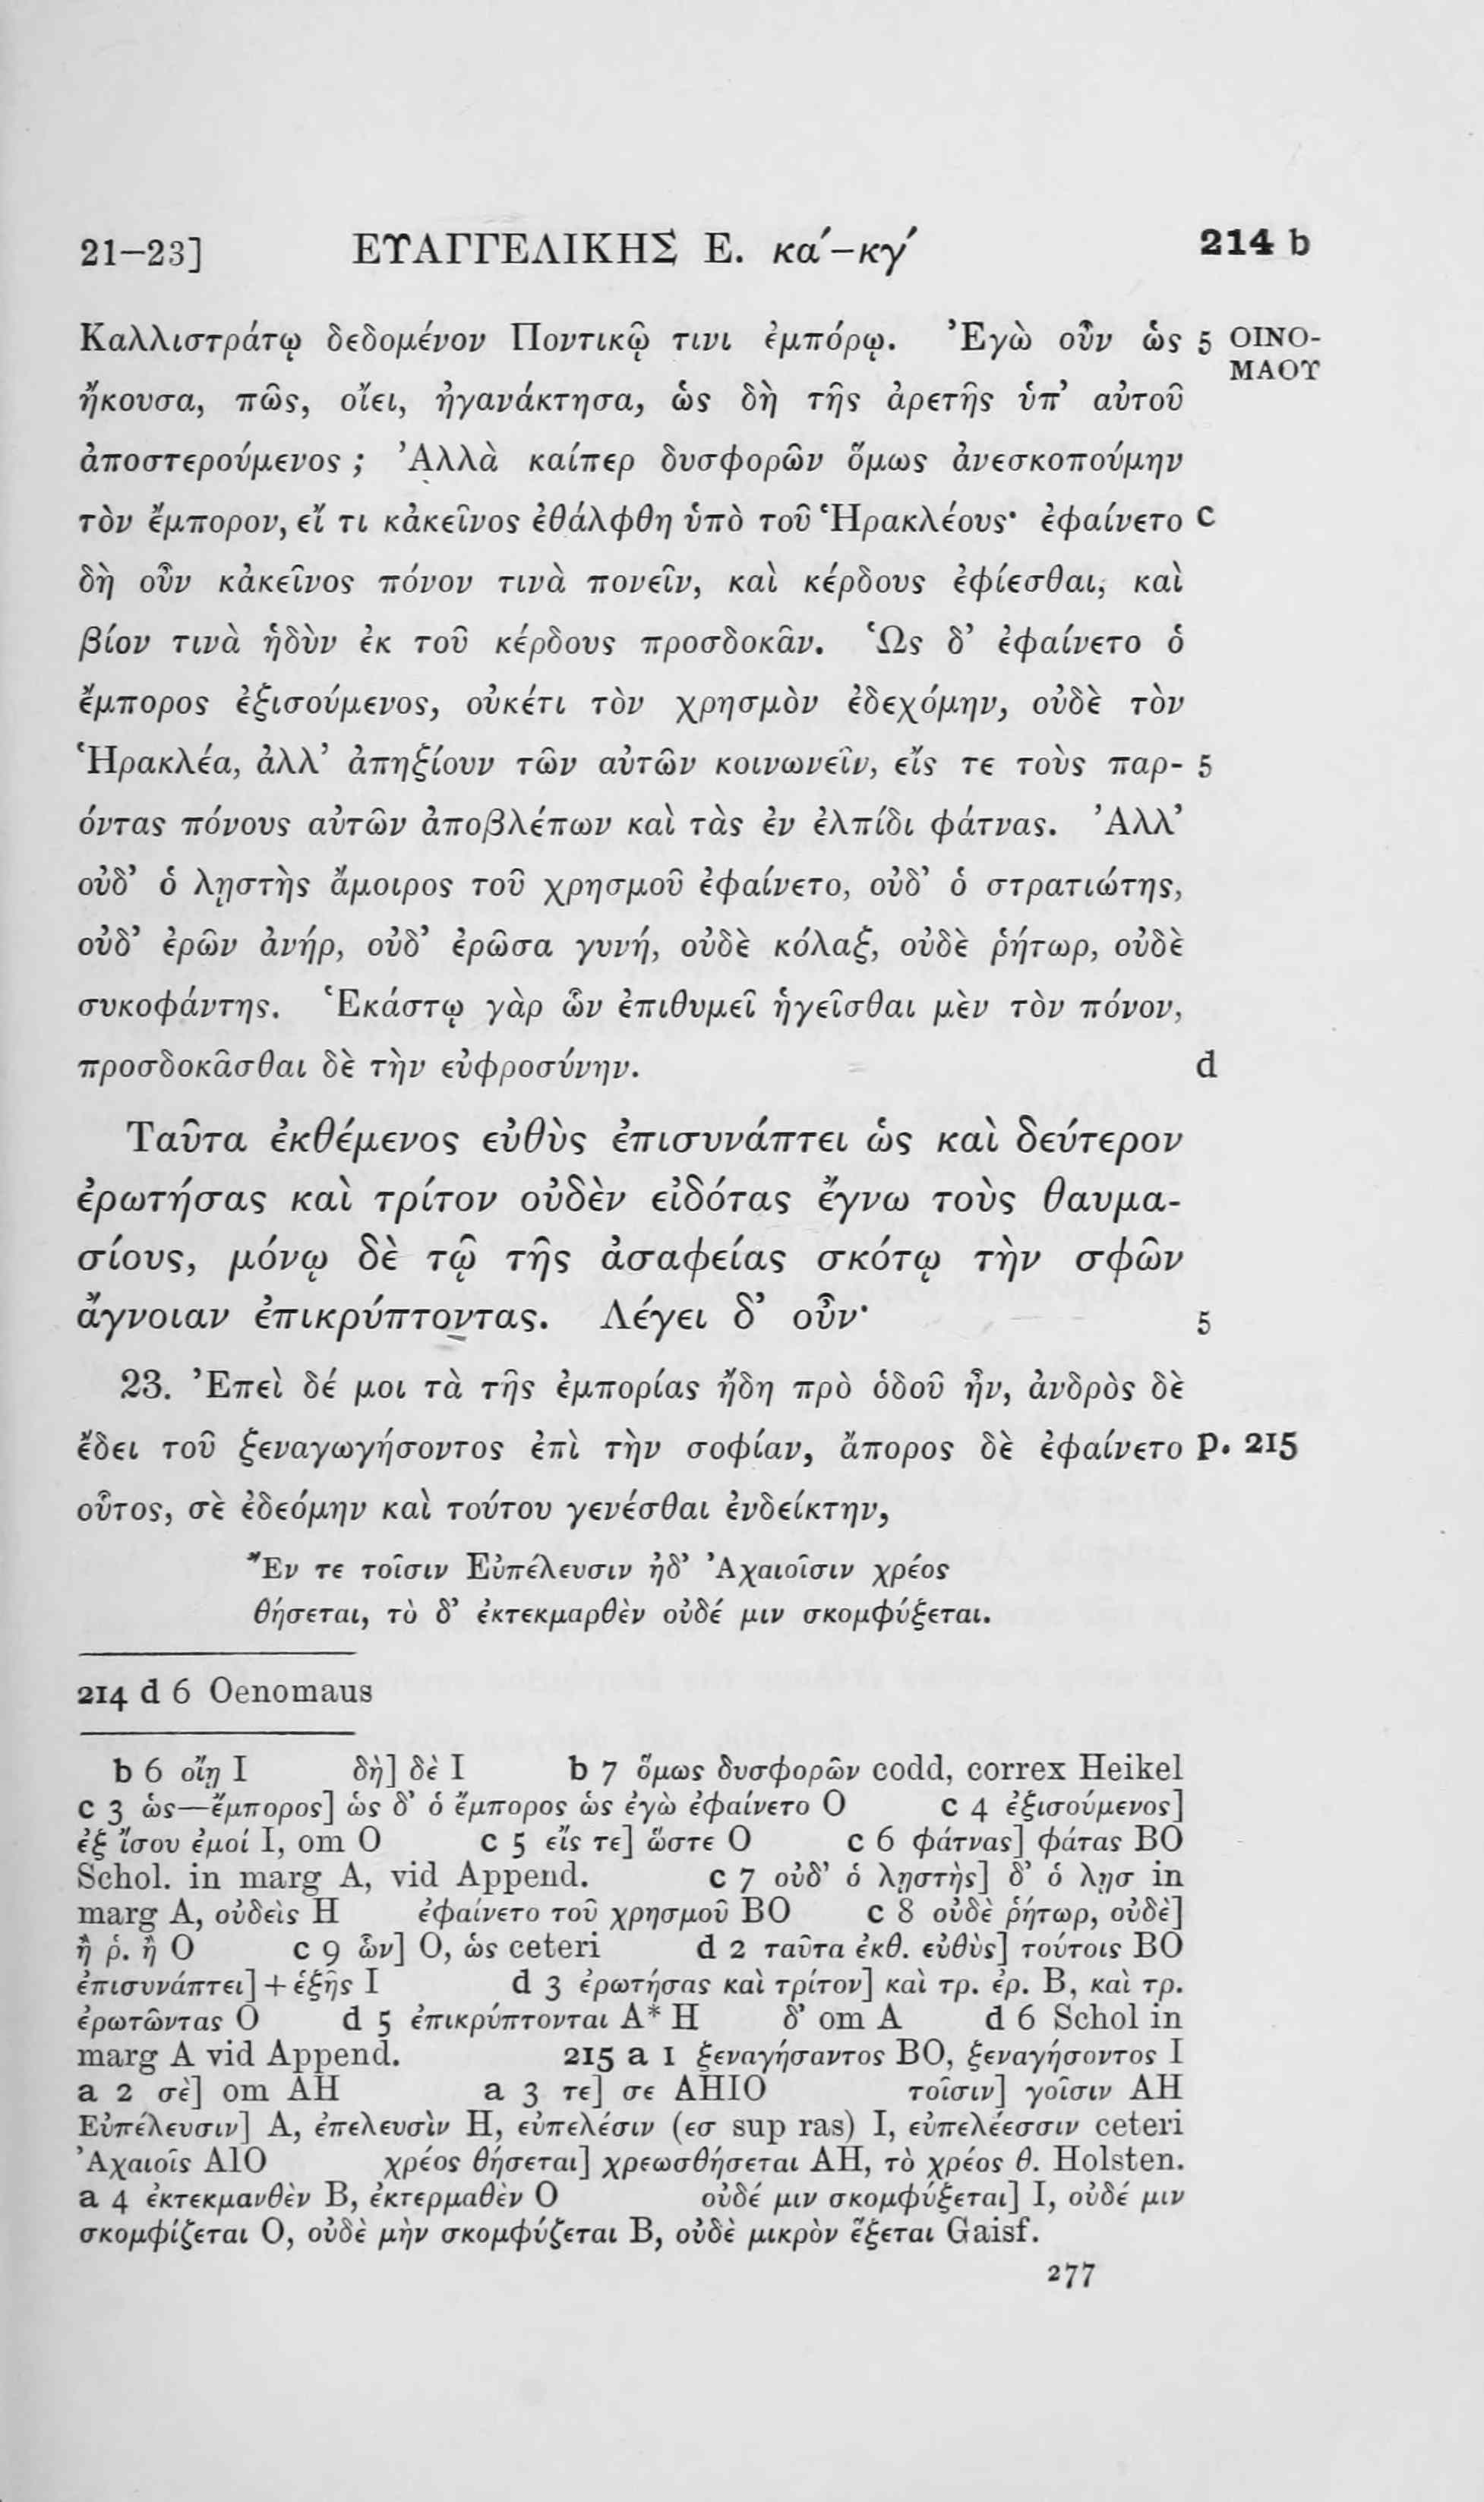 21–23] ΕΥΑΓΓΕΛΙΚΗΣ Ε. κα΄–κγ΄ 214 b
Καλλιστράτῳ δεδομένον Ποντικῷ τινι ἐμπόρῳ. Ἐγὼ οὖν ὡς 5 ΟΙΝΟ-
ΜΑΟΥ
ἤκουσα, πῶς, οἴει, ἠγανάκτησα, ὡς δὴ τῆς ἀρετῆς ὑπ’ αὐτοῦ
ἀποστερούμενος; Ἀλλὰ καίπερ δυσφορῶν ὅμως ἀνεσκοπούμην
τὸν ἔμπορον, εἴ τι κἀκεῖνος ἐθάλφθη ὑπὸ τοῦ Ἡρακλέους· ἐφαίνετο c
δὴ οὖν κἀκεῖνος πόνον τινὰ πονεῖν, καὶ κέρδους ἐφίεσθαι, καὶ
βίον τινὰ ἡδὺν ἐκ τοῦ κέρδους προσδοκᾶν. Ὡς δ’ ἐφαίνετο ὁ
ἔμπορος ἐξισούμενος, οὐκέτι τὸν χρησμὸν ἐδεχόμην, οὐδὲ τὸν
Ἡρακλέα, ἀλλ’ ἀπηξίουν τῶν αὐτῶν κοινωνεῖν, εἴς τε τοὺς παρ- 5
όντας πόνους αὐτῶν ἀποβλέπων καὶ τὰς ἐν ἐλπίδι φάτνας. Ἀλλ’
οὐδ’ ὁ λῃστὴς ἄμοιρος τοῦ χρησμοῦ ἐφαίνετο, οὐδ’ ὁ στρατιώτης,
οὐδ’ ἐρῶν ἀνήρ, οὐδ’ ἐρῶσα γυνή, οὐδὲ κόλαξ, οὐδὲ ῥήτωρ, οὐδὲ
συκοφάντης. Ἑκάστῳ γὰρ ὧν ἐπιθυμεῖ ἡγεῖσθαι μὲν τὸν πόνον,
προσδοκᾶσθαι δὲ τὴν εὐφροσύνην. d
Ταῦτα ἐκθέμενος εὐθὺς ἐπισυνάπτει ὡς καὶ δεύτερον
ἐρωτήσας καὶ τρίτον οὐδὲν εἰδότας ἔγνω τοὺς θαυμα-
σίους, μόνῳ δὲ τῷ τῆς ἀσαφείας σκότῳ τὴν σφῶν
ἄγνοιαν ἐπικρύπτοντας. Λέγει δ’ οὖν· 5
23. Ἐπεὶ δέ μοι τὰ τῆς ἐμπορίας ἤδη πρὸ ὁδοῦ ἦν, ἀνδρὸς δὲ
ἔδει τοῦ ξεναγωγήσοντος ἐπὶ τὴν σοφίαν, ἄπορος δὲ ἐφαίνετο p. 215
οὗτος, σὲ ἐδεόμην καὶ τούτου γενέσθαι ἐνδείκτην,
Ἔν τε τοῖσιν Εὐπέλευσιν ἠδ’ Ἀχαιοῖσιν χρέος
θήσεται, τὸ δ’ ἐκτεκμαρθὲν οὐδέ μιν σκομφύξεται.
214 d 6 Oenomaus
b 6 οἴῃ I δὴ] δὲ I b 7 ὅμως δυσφορῶν codd, correx Heikel
c 3 ὡς—ἔμπορος] ὡς δ’ ὁ ἔμπορος ὡς ἐγὼ ἐφαίνετο O c 4 ἐξισούμενος]
ἐξ ἴσου ἐμοί I, om O c 5 εἴς τε] ὥστε O c 6 φάτνας] φάτας BO
Schol. in marg A, vid Append. c 7 οὐδ’ ὁ λῃστὴς] δ’ ὁ λῃσ in
marg A, οὐδεὶς H ἐφαίνετο τοῦ χρησμοῦ BO c 8 οὐδὲ ῥήτωρ, οὐδὲ]
ἢ ῥ. ἢ O c 9 ὧν] O, ὡς ceteri d 2 ταῦτα ἐκθ. εὐθὺς] τούτοις BO
ἐπισυνάπτει] + ἑξῆς I d 3 ἐρωτήσας καὶ τρίτον] καὶ τρ. ἐρ. B, καὶ τρ.
ἐρωτῶντας O d 5 ἐπικρύπτονται A* H δ’ om A d 6 Schol in
marg A vid Append. 215 a 1 ξεναγήσαντος BO, ξεναγήσοντος I
a 2 σὲ] om AH a 3 τε] σε AHIO τοῖσιν] γοῖσιν AH
Εὐπέλευσιν] A, ἐπελευσὶν H, εὐπελέσιν (εσ sup ras) I, εὐπελέεσσιν ceteri
Ἀχαιοῖς AIO χρέος θήσεται] χρεωσθήσεται AH, τὸ χρέος θ. Holsten.
a 4 ἐκτεκμανθὲν B, ἐκτερμαθὲν O οὐδέ μιν σκομφύξεται] I, οὐδέ μιν
σκομφίζεται O, οὐδὲ μὴν σκομφύζεται B, οὐδὲ μικρὸν ἕξεται Gaisf.
277